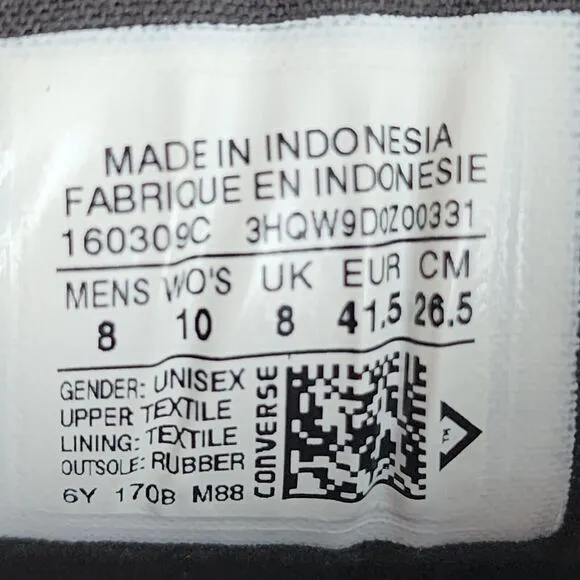 MADE IN INDONESIA
FABRIQUE EN INDONESIE
160309C 3HQW9D0Z00331
MENS WO'S UK EUR CM
8 10 8 41.5 26.5
GENDER: UNISEX
UPPER TEXTILE
LINING: TEXTILE
OUTSOLE: RUBBER
6Y 170B M88
CONVERSE